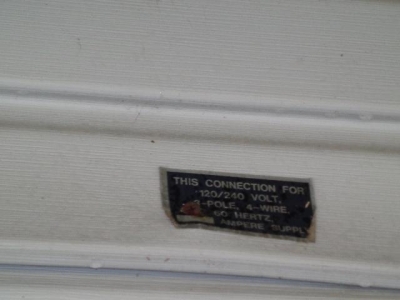 THIS CONNECTION FOR
120/240 VOLT,
-POLE, 4-WIRE,
60 HERTZ,
AMPERE SUPPLY